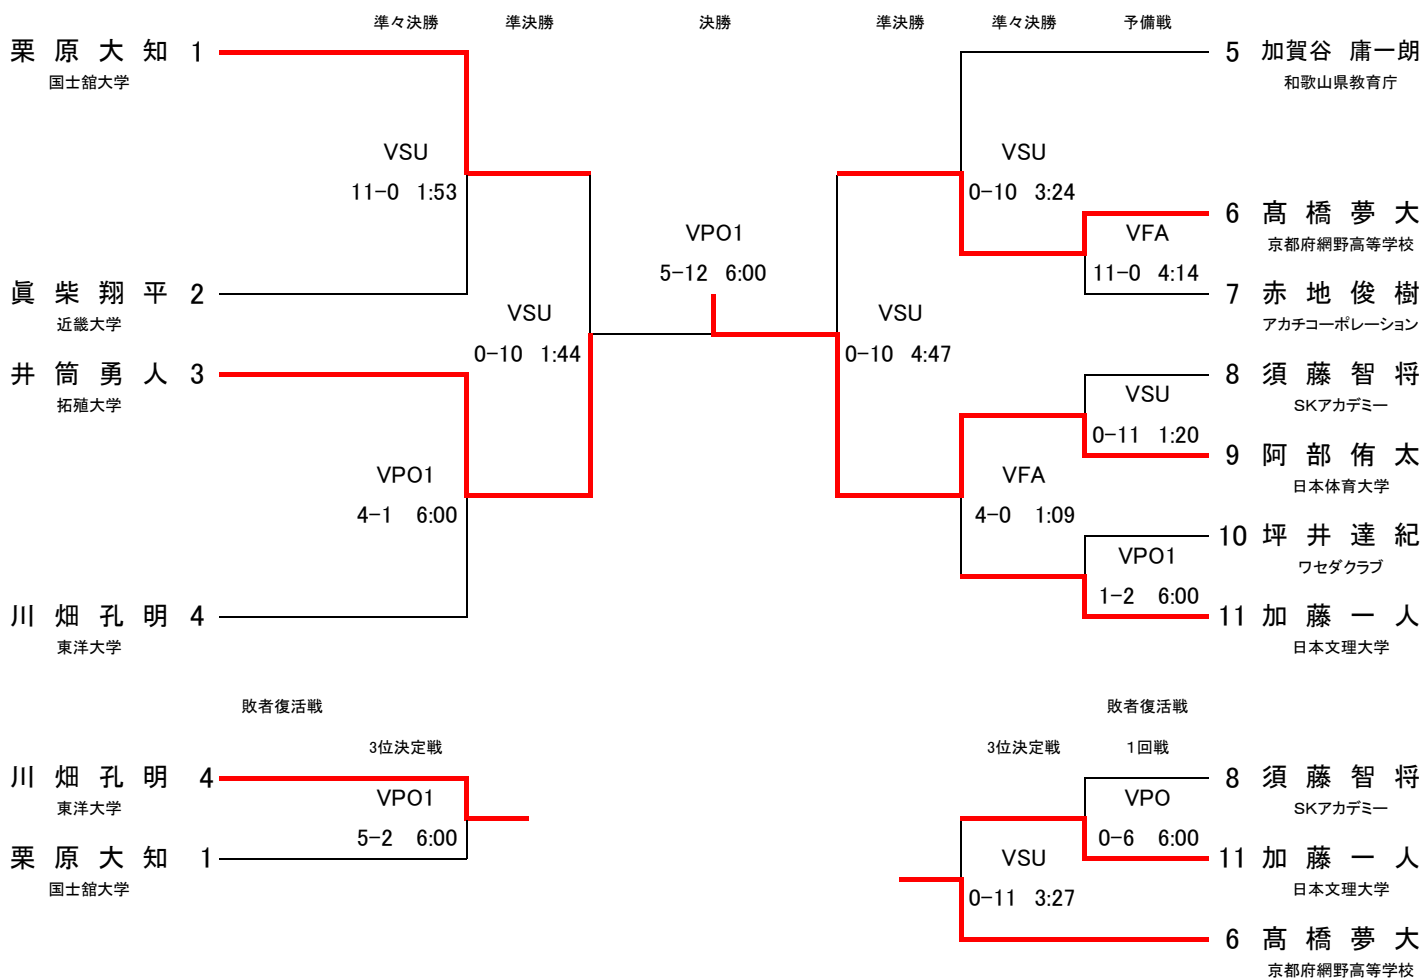 準々決勝 準決勝 決勝 準決勝 準々決勝 予備戦
栗原大知 1
国士舘大学
5 加賀谷 庸一朗
和歌山県教育庁
VSU
11-0 1:53
VSU
0-10 3:24
6 髙橋夢大
京都府網野高等学校
VPO1
5-12 6:00
VFA
11-0 4:14
眞柴翔平 2
近畿大学
7 赤地俊樹
アカチコーポレーション
VSU
0-10 1:44
VSU
0-10 4:47
井筒勇人 3
拓殖大学
8 須藤智将
SKアカデミー
VSU
0-11 1:20
9 阿部侑太
日本体育大学
VPO1
4-1 6:00
VFA
4-0 1:09
10 坪井達紀
ワセダクラブ
VPO1
1-2 6:00
川畑孔明 4
東洋大学
11 加藤一人
日本文理大学
敗者復活戦 敗者復活戦
3位決定戦 3位決定戦 1回戦
川畑孔明 4
東洋大学
8 須藤智将
SKアカデミー
VPO1
5-2 6:00
VPO
0-6 6:00
栗原大知 1
国士舘大学
11 加藤一人
日本文理大学
VSU
0-11 3:27
6 髙橋夢大
京都府網野高等学校